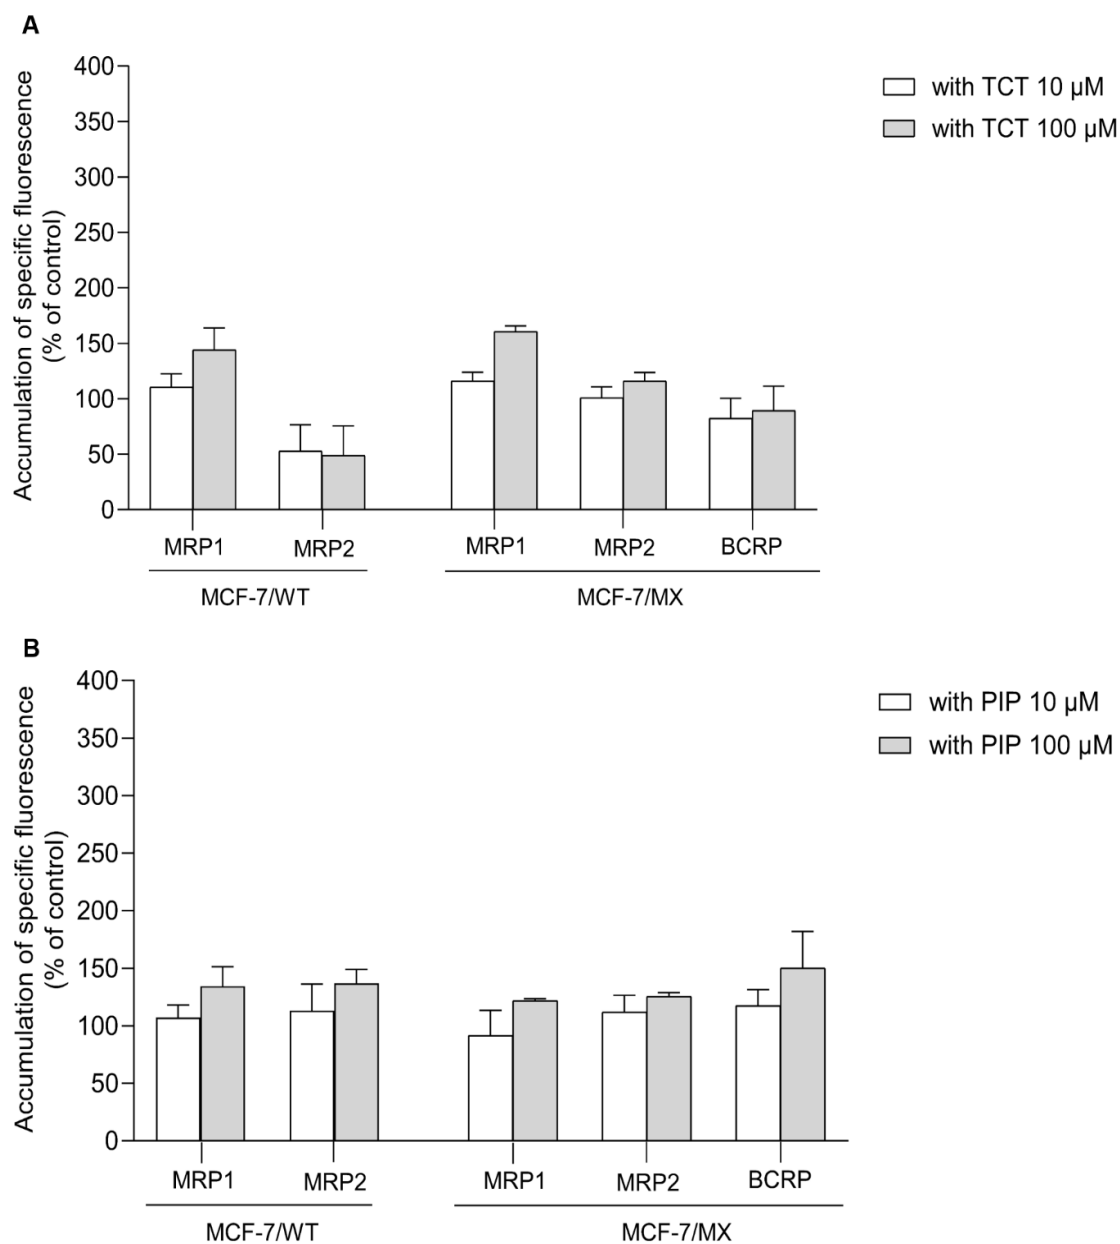 A
Accumulation of specific fluorescence
(% of control)
400
350
300
250
200
150
100
50
0
with TCT 10 µM
with TCT 100 µM
MRP1 MRP2 MRP1 MRP2 BCRP
MCF-7/WT MCF-7/MX
B
Accumulation of specific fluorescence
(% of control)
400
350
300
250
200
150
100
50
0
with PIP 10 µM
with PIP 100 µM
MRP1 MRP2 MRP1 MRP2 BCRP
MCF-7/WT MCF-7/MX